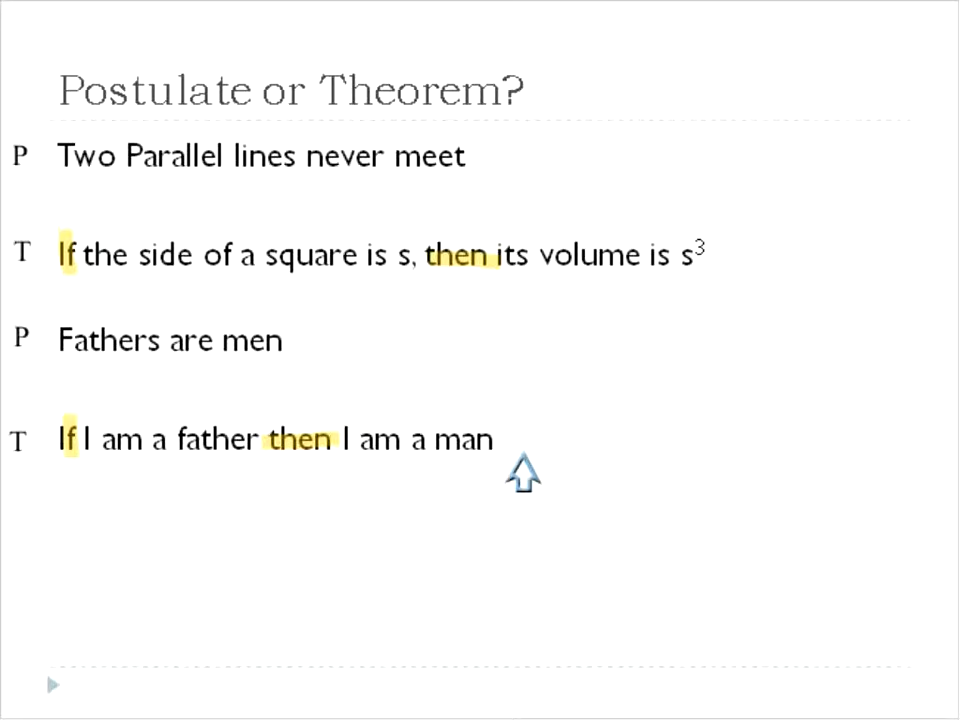 Postulate or Theorem?
P Two Parallel lines never meet
T If the side of a square is s, then its volume is s³
P Fathers are men
T If I am a father then I am a man